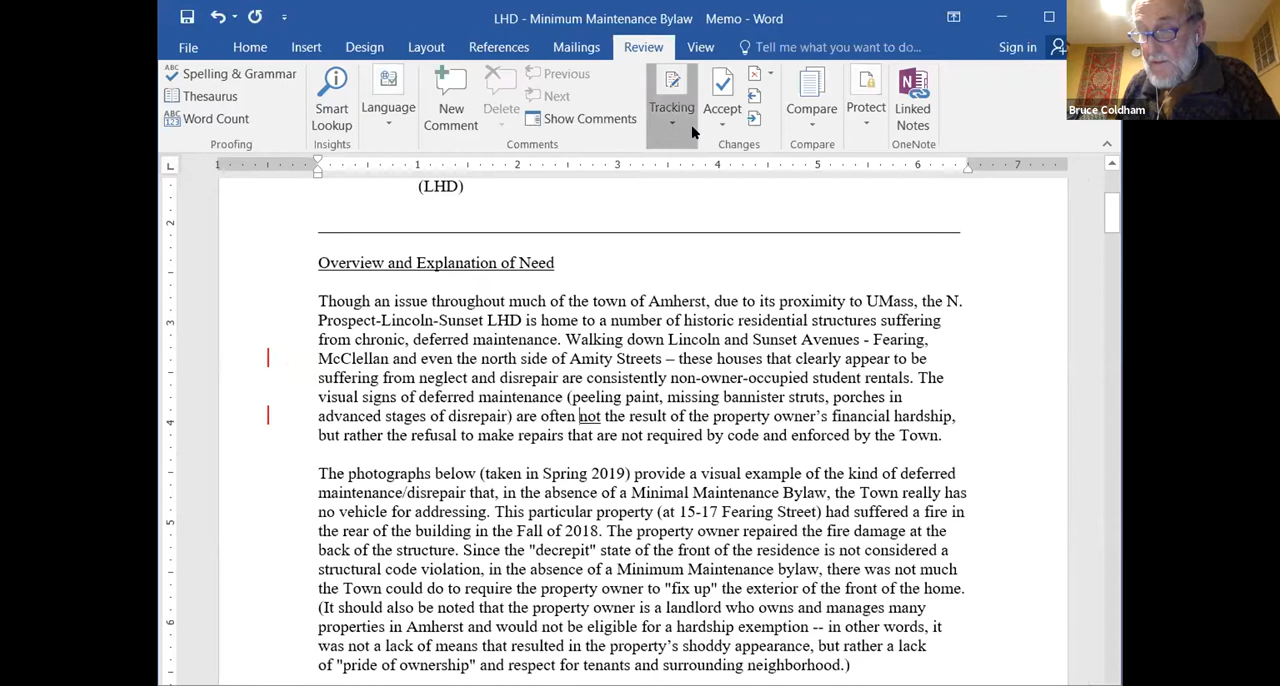 LHD - Minimum Maintenance Bylaw Memo - Word
File Home Insert Design Layout References Mailings Review View Tell me what you want to do... Sign in
ABC Spelling & Grammar
Thesaurus
ABC 123 Word Count
Proofing
Smart Lookup
Insights
Language
New Comment
Delete
Previous
Next
Show Comments
Comments
Tracking
Accept
Changes
Compare
Compare
Protect
Linked Notes
OneNote
Bruce Coldham
1 1 2 3 4 5 6 7
2
3
4
5
6
(LHD)
Overview and Explanation of Need
Though an issue throughout much of the town of Amherst, due to its proximity to UMass, the N.
Prospect-Lincoln-Sunset LHD is home to a number of historic residential structures suffering
from chronic, deferred maintenance. Walking down Lincoln and Sunset Avenues - Fearing,
McClellan and even the north side of Amity Streets – these houses that clearly appear to be
suffering from neglect and disrepair are consistently non-owner-occupied student rentals. The
visual signs of deferred maintenance (peeling paint, missing bannister struts, porches in
advanced stages of disrepair) are often not the result of the property owner's financial hardship,
but rather the refusal to make repairs that are not required by code and enforced by the Town.
The photographs below (taken in Spring 2019) provide a visual example of the kind of deferred
maintenance/disrepair that, in the absence of a Minimal Maintenance Bylaw, the Town really has
no vehicle for addressing. This particular property (at 15-17 Fearing Street) had suffered a fire in
the rear of the building in the Fall of 2018. The property owner repaired the fire damage at the
back of the structure. Since the "decrepit" state of the front of the residence is not considered a
structural code violation, in the absence of a Minimum Maintenance bylaw, there was not much
the Town could do to require the property owner to "fix up" the exterior of the front of the home.
(It should also be noted that the property owner is a landlord who owns and manages many
properties in Amherst and would not be eligible for a hardship exemption -- in other words, it
was not a lack of means that resulted in the property's shoddy appearance, but rather a lack
of "pride of ownership" and respect for tenants and surrounding neighborhood.)